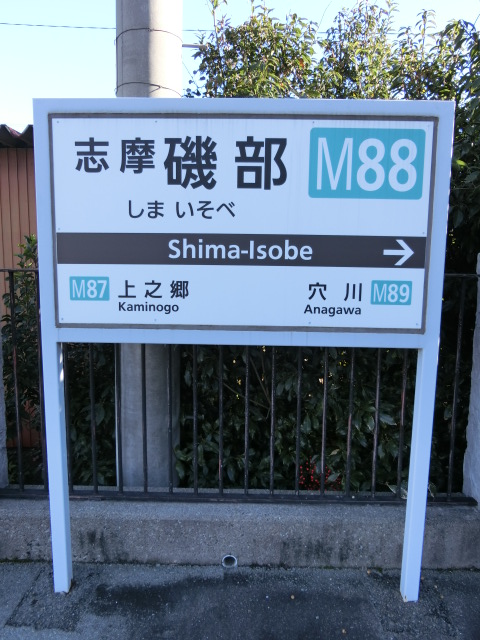 志摩磯部 M88
しま いそべ
Shima-Isobe →
M87 上之郷 穴川 M89
Kaminogo Anagawa